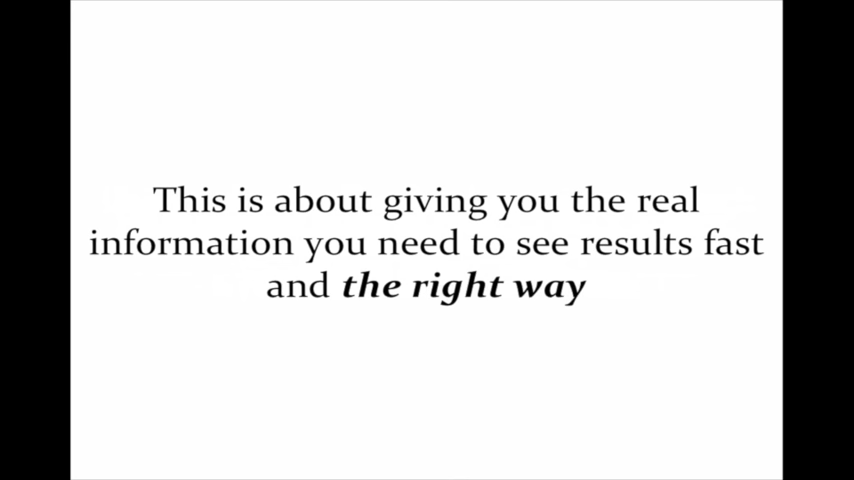 This is about giving you the real
information you need to see results fast
and the right way